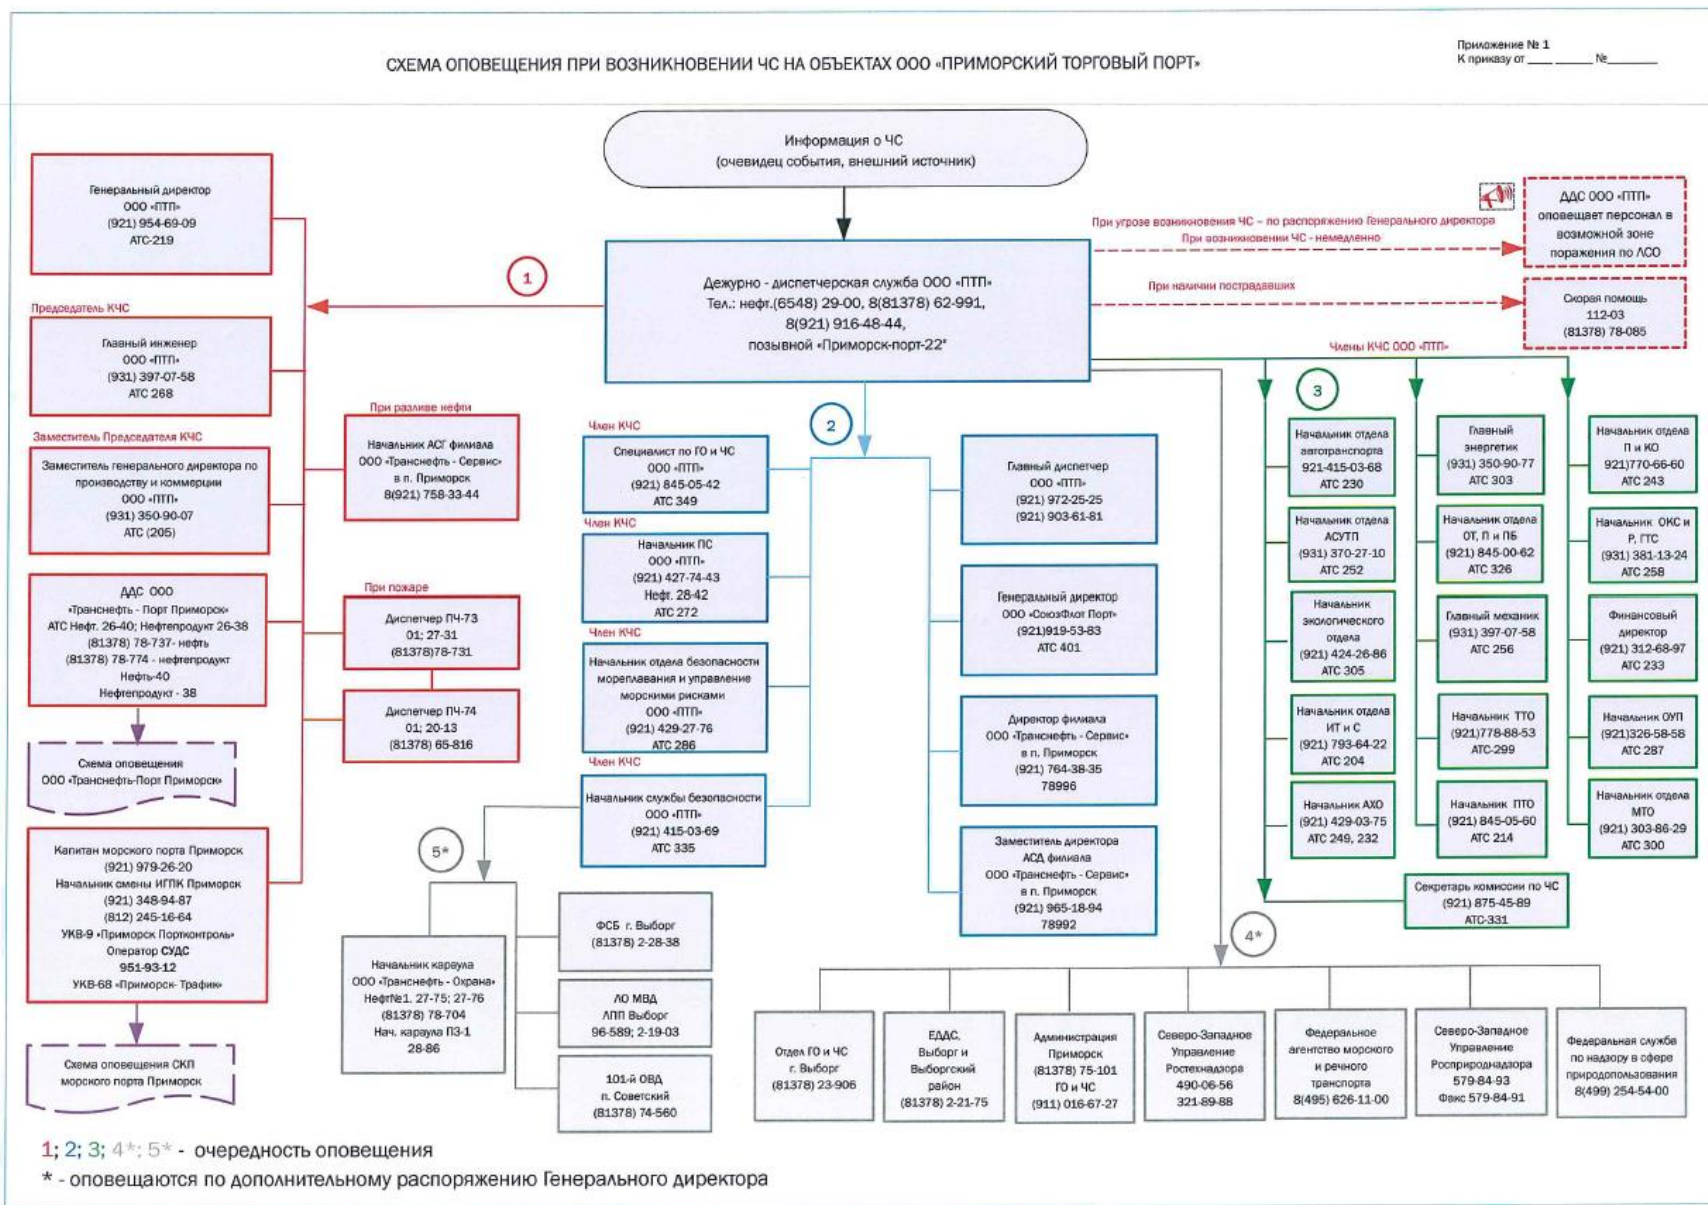 Приложение № 1
К приказу от ____ ______ №________
СХЕМА ОПОВЕЩЕНИЯ ПРИ ВОЗНИКНОВЕНИИ ЧС НА ОБЪЕКТАХ ООО «ПРИМОРСКИЙ ТОРГОВЫЙ ПОРТ»
Информация о ЧС
(очевидец события, внешний источник)
Дежурно - диспетчерская служба ООО «ПТП»
Тел.: нефт.(6548) 29-00, 8(81378) 62-991,
8(921) 916-48-44,
позывной «Приморск-порт-22"
При угрозе возникновения ЧС – по распоряжению Генерального директора
При возникновении ЧС - немедленно
ДДС ООО «ПТП»
оповещает персонал в
возможной зоне
поражения по ЛСО
При наличии пострадавших
Скорая помощь
112-03
(81378) 78-085
1
Генеральный директор
ООО «ПТП»
(921) 954-69-09
АТС-219
Председатель КЧС
Главный инженер
ООО «ПТП»
(931) 397-07-58
АТС 268
Заместитель Председателя КЧС
Заместитель генерального директора по
производству и коммерции
ООО «ПТП»
(931) 350-90-07
АТС (205)
ДДС ООО
«Транснефть - Порт Приморск»
АТС Нефт. 26-40; Нефтепродукт 26-38
(81378) 78-737- нефть
(81378) 78-774 - нефтепродукт
Нефть-40
Нефтепродукт - 38
Схема оповещения
ООО «Транснефть-Порт Приморск»
Капитан морского порта Приморск
(921) 979-26-20
Начальник смены ИГПК Приморск
(921) 348-94-87
(812) 245-16-64
УКВ-9 «Приморск Портконтроль»
Оператор СУДС
951-93-12
УКВ-68 «Приморск- Трафик»
Схема оповещения СКП
морского порта Приморск
При разливе нефти
Начальник АСГ филиала
ООО «Транснефть - Сервис»
в п. Приморск
8(921) 758-33-44
При пожаре
Диспетчер ПЧ-73
01; 27-31
(81378)78-731
Диспетчер ПЧ-74
01; 20-13
(81378) 65-816
2
Член КЧС
Специалист по ГО и ЧС
ООО «ПТП»
(921) 845-05-42
АТС 349
Член КЧС
Начальник ПС
ООО «ПТП»
(921) 427-74-43
Нефт. 28-42
АТС 272
Член КЧС
Начальник отдела безопасности
мореплавания и управление
морскими рисками
ООО «ПТП»
(921) 429-27-76
АТС 286
Член КЧС
Начальник службы безопасности
ООО «ПТП»
(921) 415-03-69
АТС 335
Главный диспетчер
ООО «ПТП»
(921) 972-25-25
(921) 903-61-81
Генеральный директор
ООО «СоюзФлот Порт»
(921)919-53-83
АТС 401
Директор филиала
ООО «Транснефть - Сервис»
в п. Приморск
(921) 764-38-35
78996
Заместитель директора
АСД филиала
ООО «Транснефть - Сервис»
в п. Приморск
(921) 965-18-94
78992
Члены КЧС ООО «ПТП»
3
Начальник отдела
автотранспорта
921-415-03-68
АТС 230
Начальник отдела
АСУТП
(931) 370-27-10
АТС 252
Начальник
экологического
отдела
(921) 424-26-86
АТС 305
Начальник отдела
ИТ и С
(921) 793-64-22
АТС 204
Начальник АХО
(921) 429-03-75
АТС 249, 232
Главный
энергетик
(931) 350-90-77
АТС 303
Начальник отдела
ОТ, П и ПБ
(921) 845-00-62
АТС 326
Главный механик
(931) 397-07-58
АТС 256
Начальник ТТО
(921)778-88-53
АТС-299
Начальник ПТО
(921) 845-05-60
АТС 214
Начальник отдела
П и КО
921)770-66-60
АТС 243
Начальник ОКС и
Р, ГТС
(931) 381-13-24
АТС 258
Финансовый
директор
(921) 312-68-97
АТС 233
Начальник ОУП
(921)326-58-58
АТС 287
Начальник отдела
МТО
(921) 303-86-29
АТС 300
Секретарь комиссии по ЧС
(921) 875-45-89
АТС-331
5*
Начальник караула
ООО «Транснефть - Охрана»
Нефт№1. 27-75; 27-76
(81378) 78-704
Нач. караула ПЗ-1
28-86
ФСБ г. Выборг
(81378) 2-28-38
ЛО МВД
ЛПП Выборг
96-589; 2-19-03
101-й ОВД
п. Советский
(81378) 74-560
4*
Отдел ГО и ЧС
г. Выборг
(81378) 23-906
ЕДДС,
Выборг и
Выборгский
район
(81378) 2-21-75
Администрация
Приморск
(81378) 75-101
ГО и ЧС
(911) 016-67-27
Северо-Западное
Управление
Ростехнадзора
490-06-56
321-89-88
Федеральное
агентство морского
и речного
транспорта
8(495) 626-11-00
Северо-Западное
Управление
Росприроднадзора
579-84-93
Факс 579-84-91
Федеральная служба
по надзору в сфере
природопользования
8(499) 254-54-00
1; 2; 3; 4*; 5* - очередность оповещения
* - оповещаются по дополнительному распоряжению Генерального директора